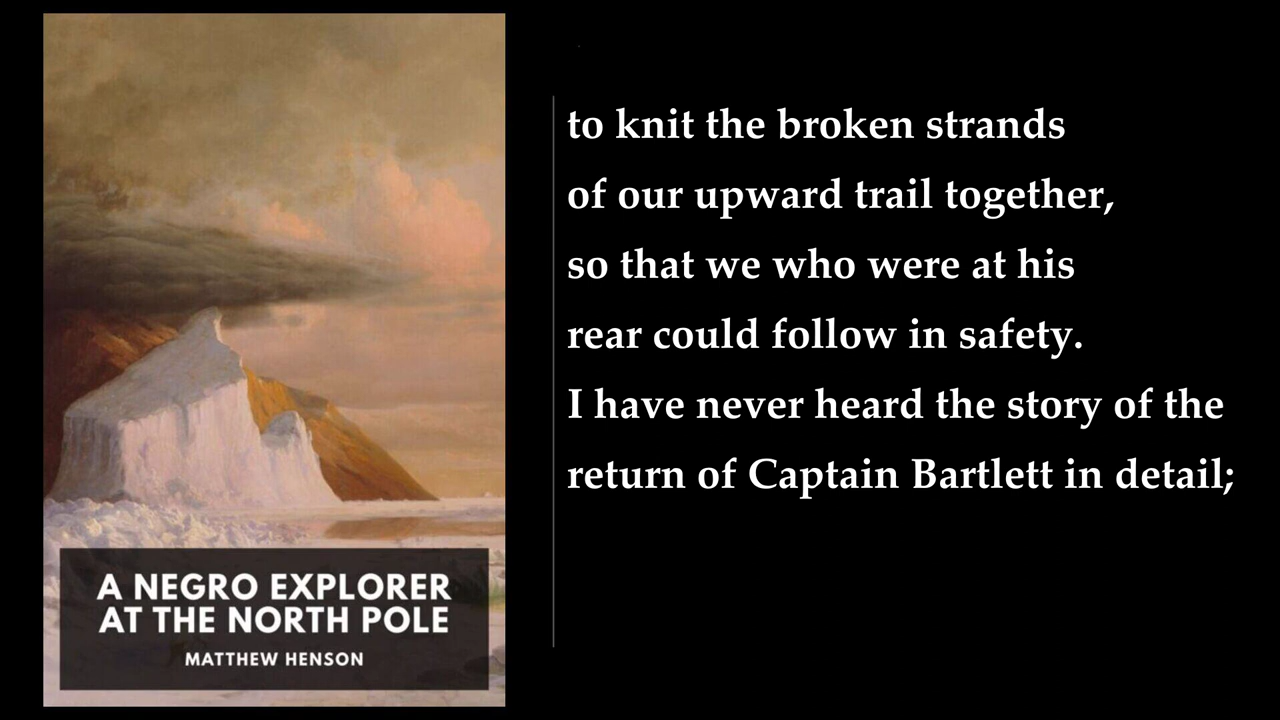 to knit the broken strands
of our upward trail together,
so that we who were at his
rear could follow in safety.
I have never heard the story of the
return of Captain Bartlett in detail;
A NEGRO EXPLORER
AT THE NORTH POLE
MATTHEW HENSON